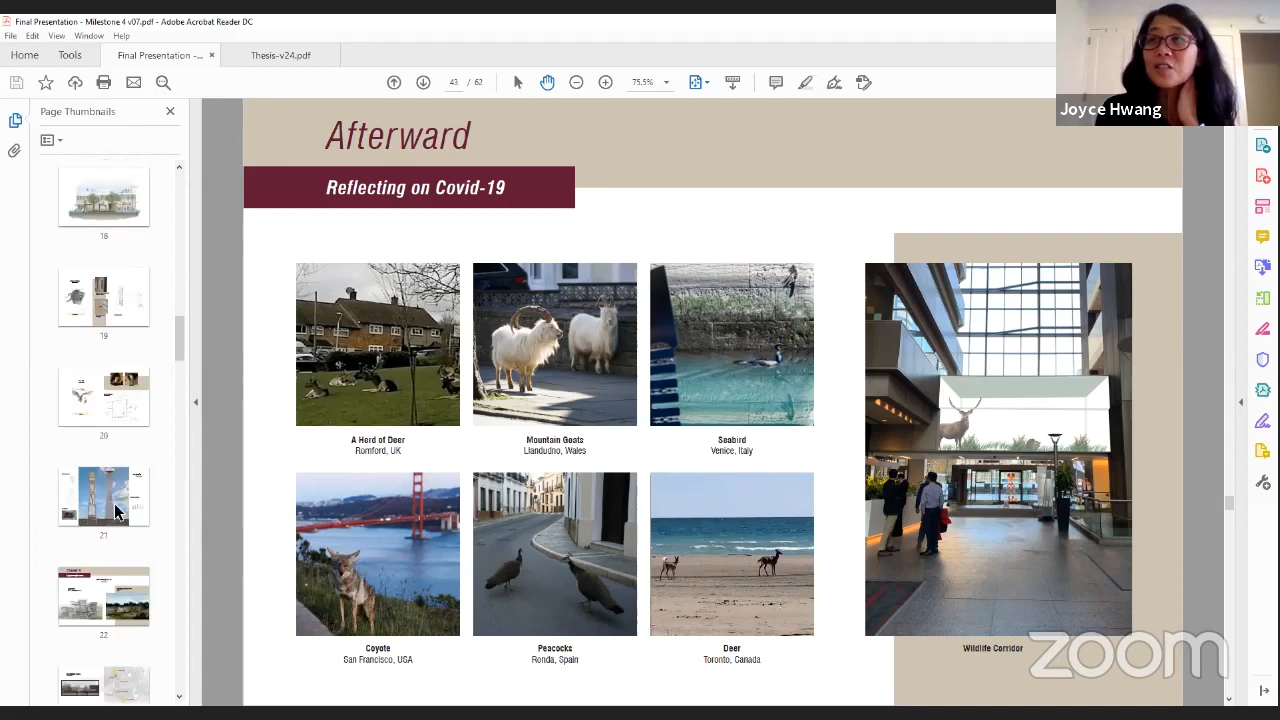 Final Presentation - Milestone 4 v07.pdf - Adobe Acrobat Reader DC
File Edit View Window Help
Home Tools Final Presentation -... × Thesis-v24.pdf
43 / 62 75.5%
Joyce Hwang
Page Thumbnails
18
19
20
21
22
Afterward
Reflecting on Covid-19
A Herd of Deer
Romford, UK
Mountain Goats
Llandudno, Wales
Seabird
Venice, Italy
Coyote
San Francisco, USA
Peacocks
Ronda, Spain
Deer
Toronto, Canada
Wildlife Corridor
zoom